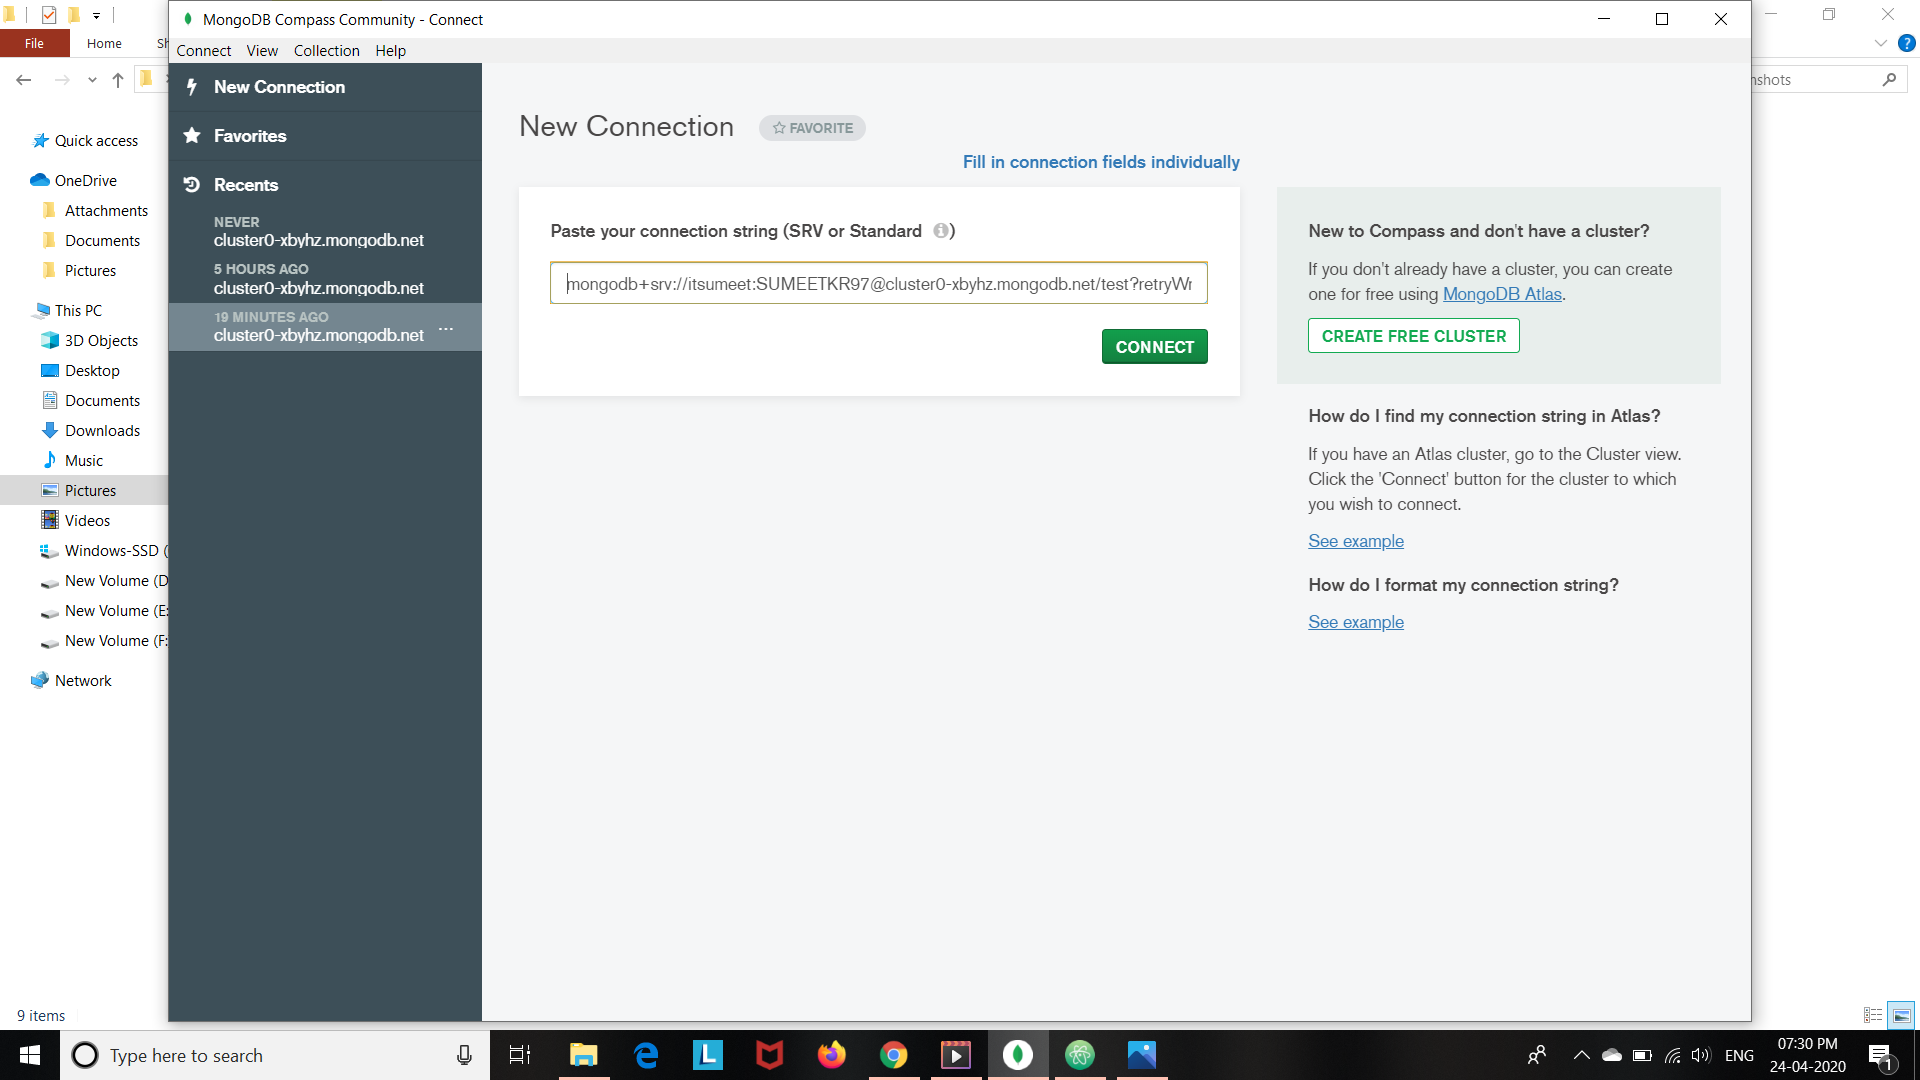 MongoDB Compass Community - Connect
File
Home
Sh
Connect View Collection Help
nshots
New Connection
Favorites
Recents
NEVER
cluster0-xbyhz.mongodb.net
5 HOURS AGO
cluster0-xbyhz.mongodb.net
19 MINUTES AGO
cluster0-xbyhz.mongodb.net
Quick access
OneDrive
Attachments
Documents
Pictures
This PC
3D Objects
Desktop
Documents
Downloads
Music
Pictures
Videos
Windows-SSD (
New Volume (D
New Volume (E:
New Volume (F:
Network
9 items
New Connection
FAVORITE
Fill in connection fields individually
Paste your connection string (SRV or Standard )
mongodb+srv://itsumeet:SUMEETKR97@cluster0-xbyhz.mongodb.net/test?retryWr
CONNECT
New to Compass and don't have a cluster?
If you don't already have a cluster, you can create
one for free using MongoDB Atlas.
CREATE FREE CLUSTER
How do I find my connection string in Atlas?
If you have an Atlas cluster, go to the Cluster view.
Click the 'Connect' button for the cluster to which
you wish to connect.
See example
How do I format my connection string?
See example
Type here to search
L
ENG
07:30 PM
24-04-2020
1